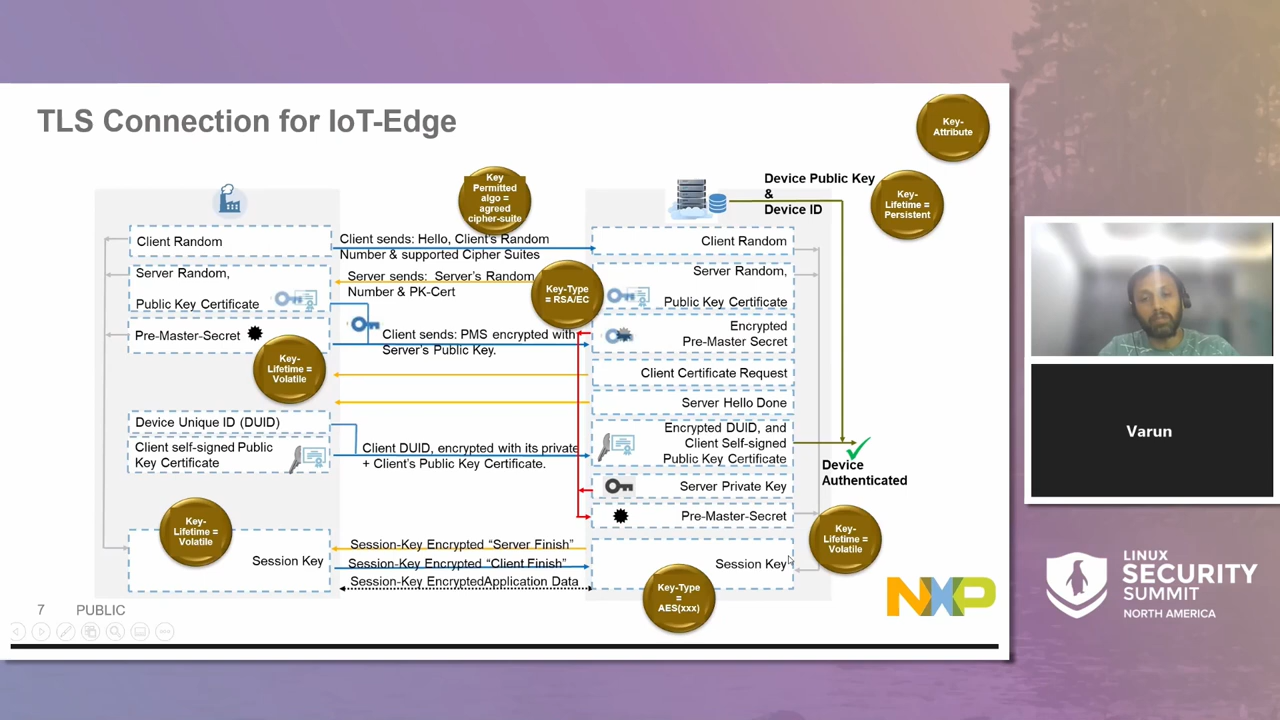 TLS Connection for IoT-Edge
Key-
Attribute
Key
Permitted
algo =
agreed
cipher-suite
Device Public Key
&
Device ID
Key-
Lifetime =
Persistent
Client Random
Client sends: Hello, Client's Random
Number & supported Cipher Suites
Client Random
Server Random,
Public Key Certificate
Server sends: Server's Random
Number & PK-Cert
Key-Type
= RSA/EC
Server Random,
Public Key Certificate
Pre-Master-Secret
Client sends: PMS encrypted with
Server's Public Key.
Encrypted
Pre-Master Secret
Key-
Lifetime =
Volatile
Client Certificate Request
Server Hello Done
Device Unique ID (DUID)
Client self-signed Public
Key Certificate
Client DUID, encrypted with its private
+ Client's Public Key Certificate.
Encrypted DUID, and
Client Self-signed
Public Key Certificate
Device
Authenticated
Server Private Key
Pre-Master-Secret
Key-
Lifetime =
Volatile
Key-
Lifetime =
Volatile
Session Key
Session-Key Encrypted “Server Finish”
Session-Key Encrypted “Client Finish”
Session-Key EncryptedApplication Data
Session Key
Key-Type
=
AES(xxx)
7 PUBLIC
NXP
Varun
LINUX
SECURITY
SUMMIT
NORTH AMERICA